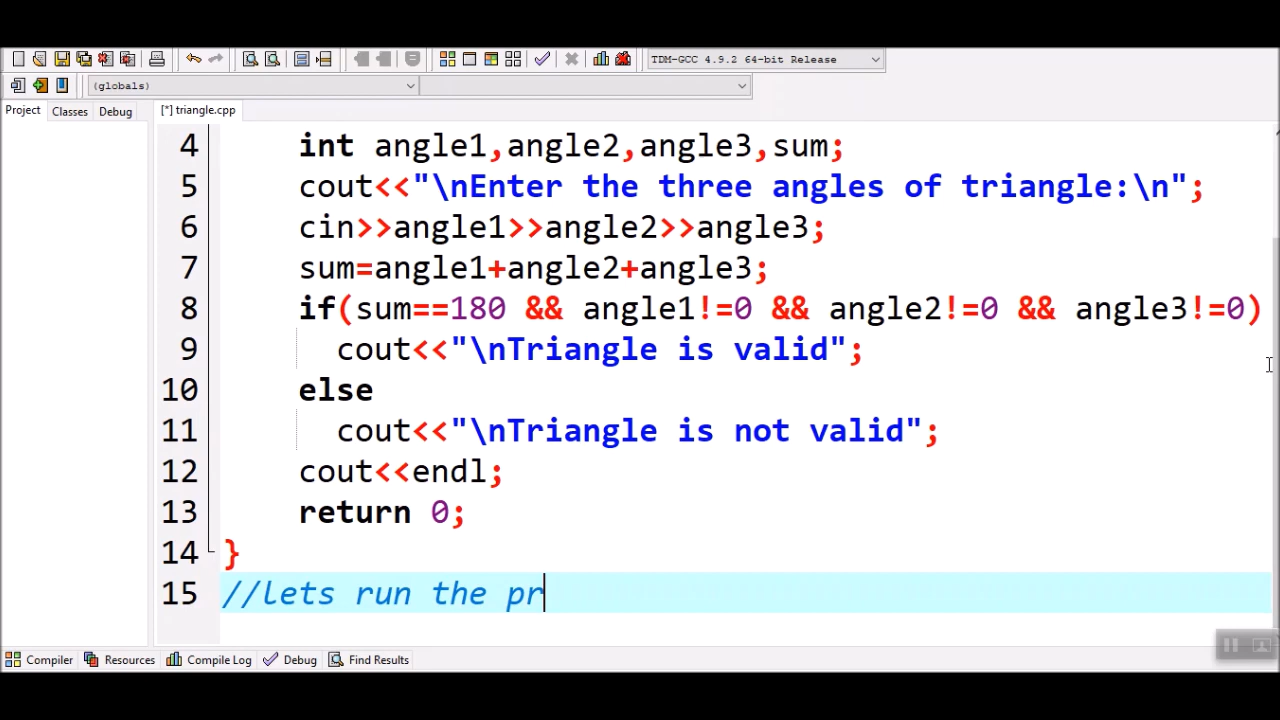 TDM-GCC 4.9.2 64-bit Release
(globals)
Project Classes Debug [*] triangle.cpp
4 int angle1,angle2,angle3,sum;
5 cout<<"\nEnter the three angles of triangle:\n";
6 cin>>angle1>>angle2>>angle3;
7 sum=angle1+angle2+angle3;
8 if(sum==180 && angle1!=0 && angle2!=0 && angle3!=0)
9 cout<<"\nTriangle is valid";
10 else
11 cout<<"\nTriangle is not valid";
12 cout<<endl;
13 return 0;
14 }
15 //lets run the pr
Compiler Resources Compile Log Debug Find Results